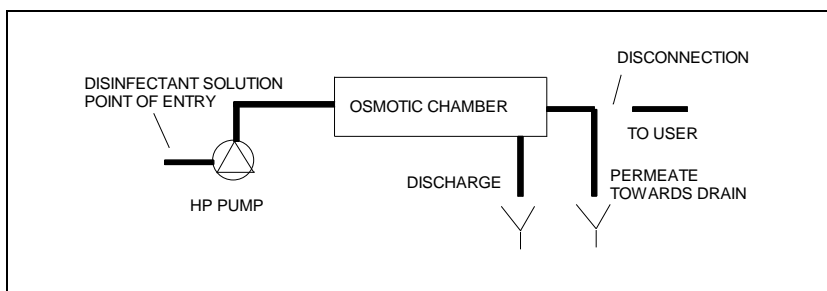 DISCONNECTION
DISINFECTANT SOLUTION
POINT OF ENTRY
OSMOTIC CHAMBER
TO USER
DISCHARGE
PERMEATE
TOWARDS DRAIN
HP PUMP